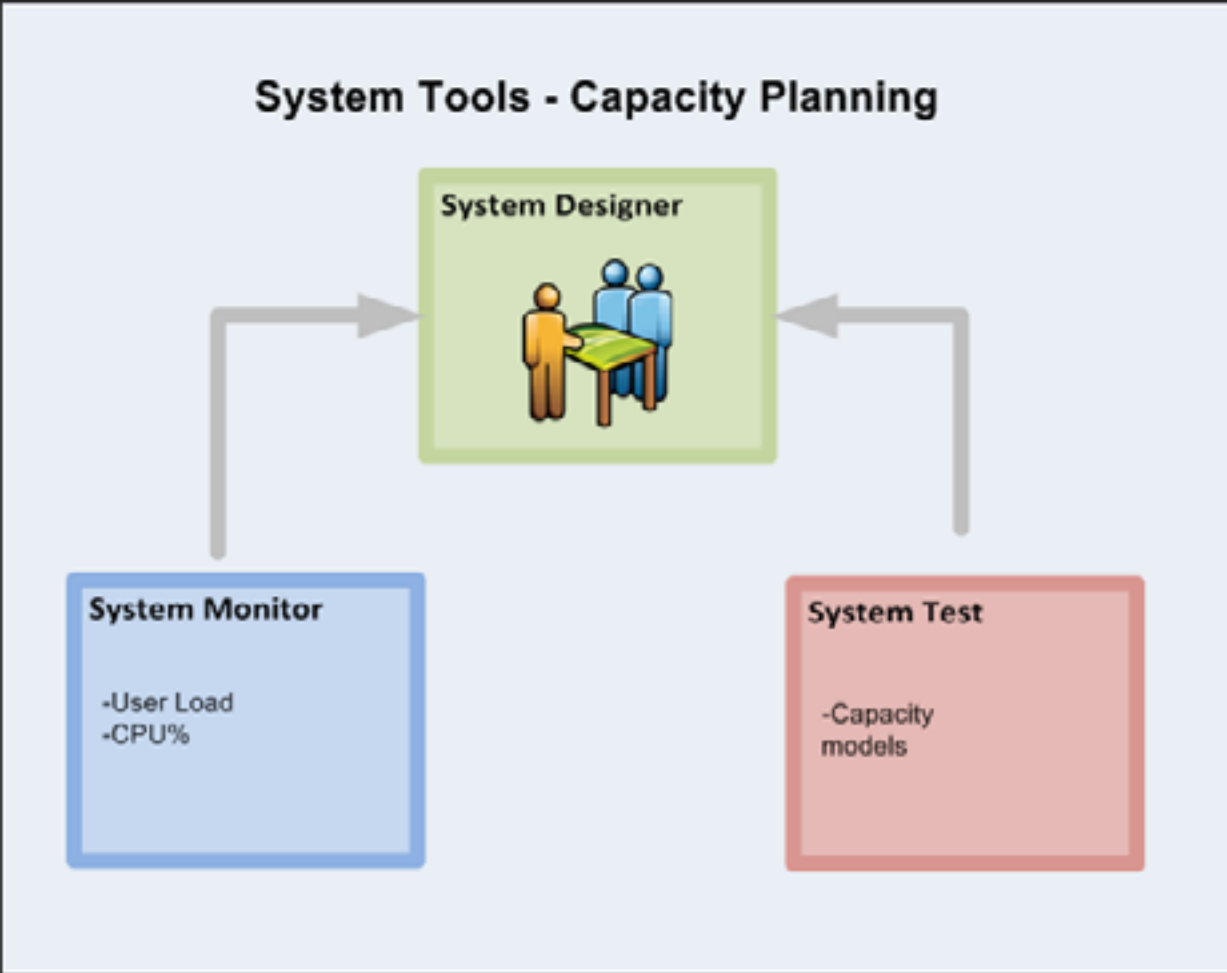 System Tools - Capacity Planning
System Designer
System Monitor
-User Load
-CPU%
System Test
-Capacity
models